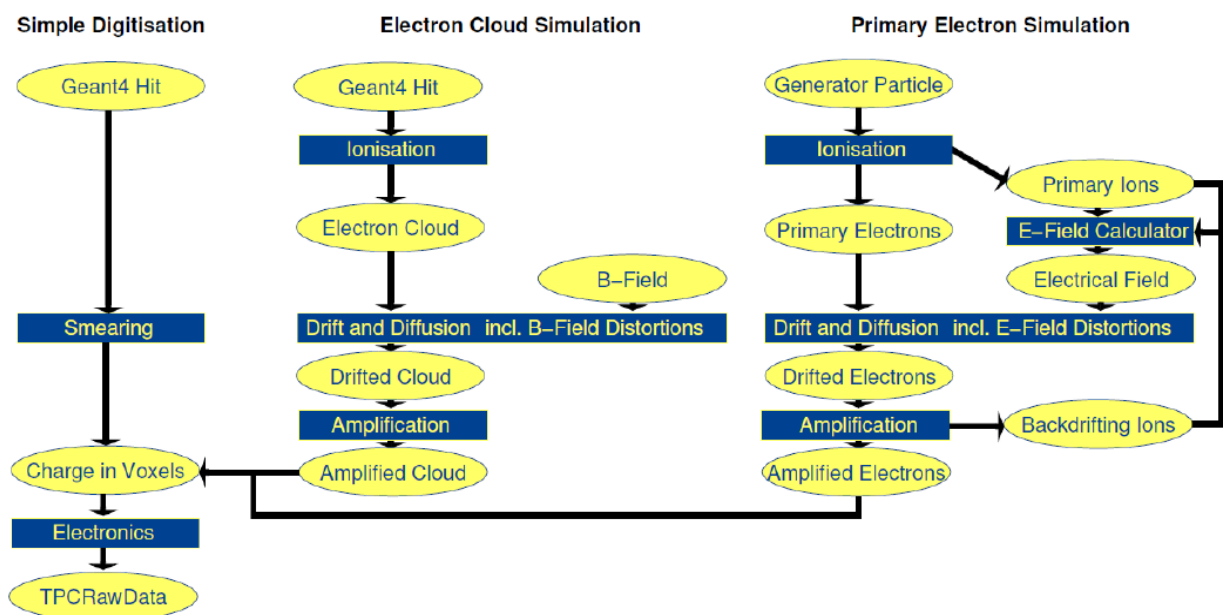 Simple Digitisation
Geant4 Hit
Smearing
Charge in Voxels
Electronics
TPCRawData
Electron Cloud Simulation
Geant4 Hit
Ionisation
Electron Cloud
B−Field
Drift and Diffusion incl. B−Field Distortions
Drifted Cloud
Amplification
Amplified Cloud
Primary Electron Simulation
Generator Particle
Ionisation
Primary Ions
Primary Electrons
E−Field Calculator
Electrical Field
Drift and Diffusion incl. E−Field Distortions
Drifted Electrons
Amplification
Backdrifting Ions
Amplified Electrons